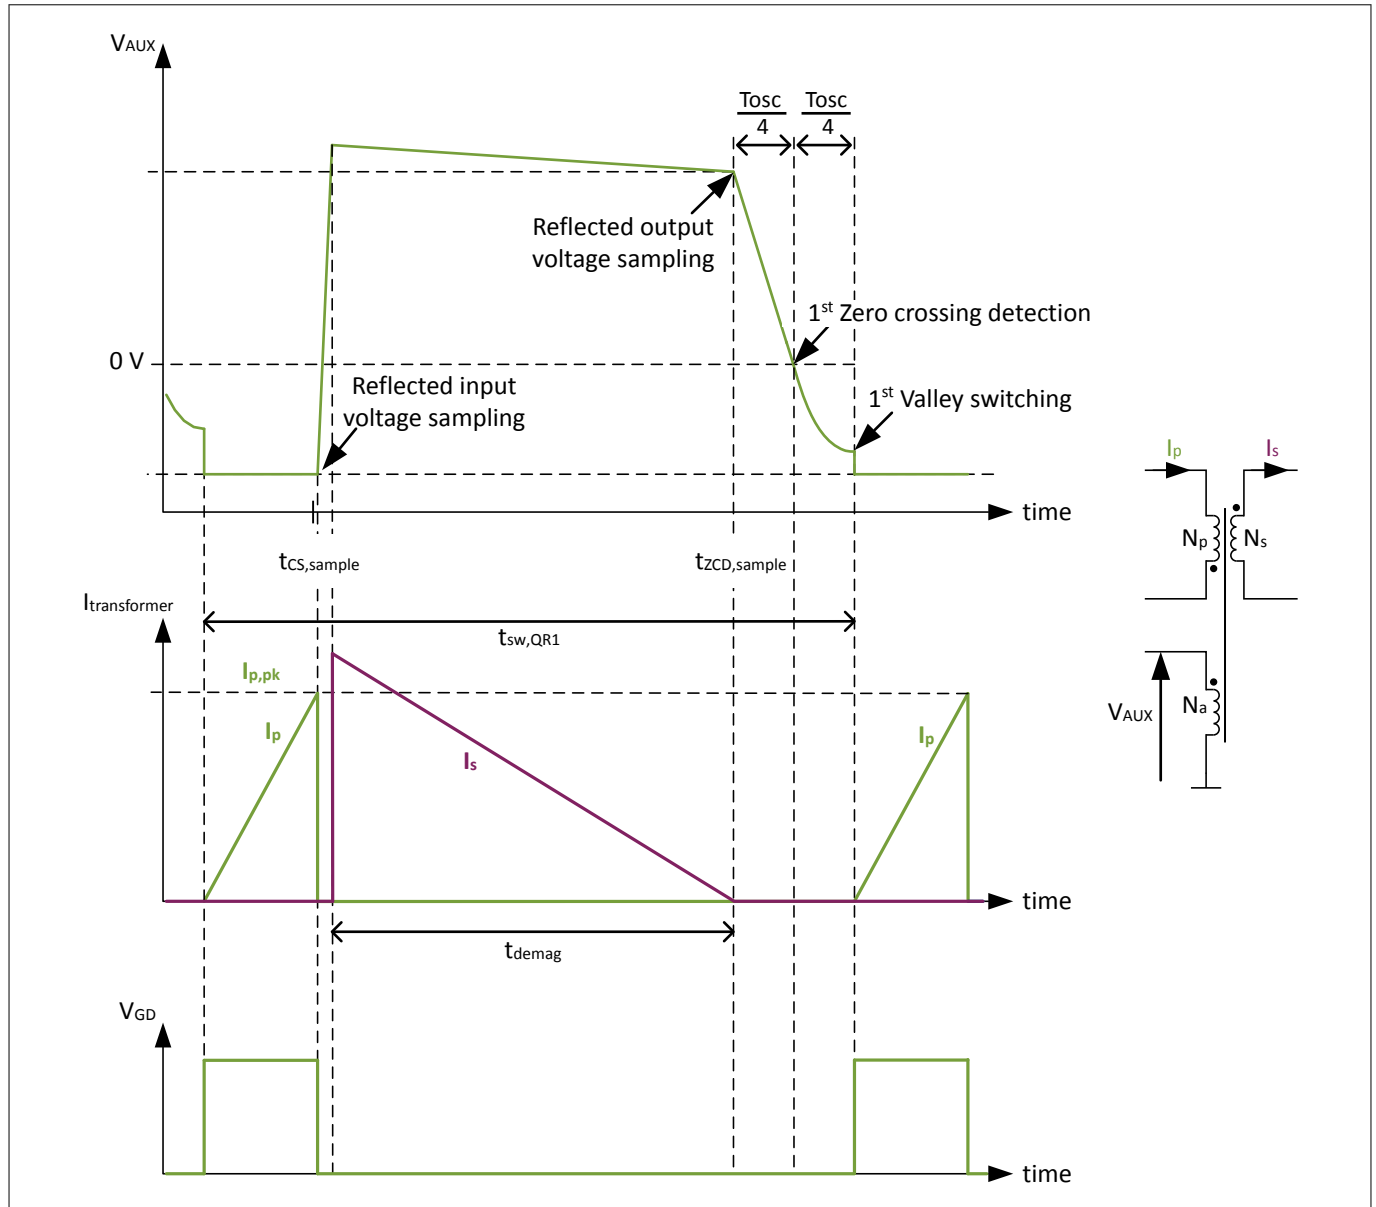 VAUX
Tosc Tosc
4 4
Reflected output
voltage sampling
1st Zero crossing detection
0 V
Reflected input
voltage sampling
1st Valley switching
time
tCS,sample
tZCD,sample
Itransformer
tsw,QR1
Ip,pk
Ip
Is
Ip
time
tdemag
VGD
time
Ip Is
Np Ns
VAUX
Na